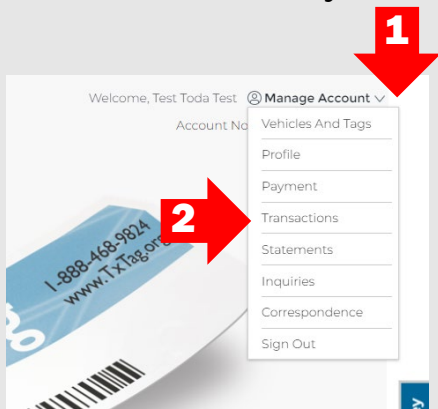 1
Welcome, Test Toda Test Manage Account
Account No
Vehicles And Tags
Profile
Payment
2
Transactions
Statements
Inquiries
Correspondence
Sign Out
1-888-468-9824
www.TxTag.org